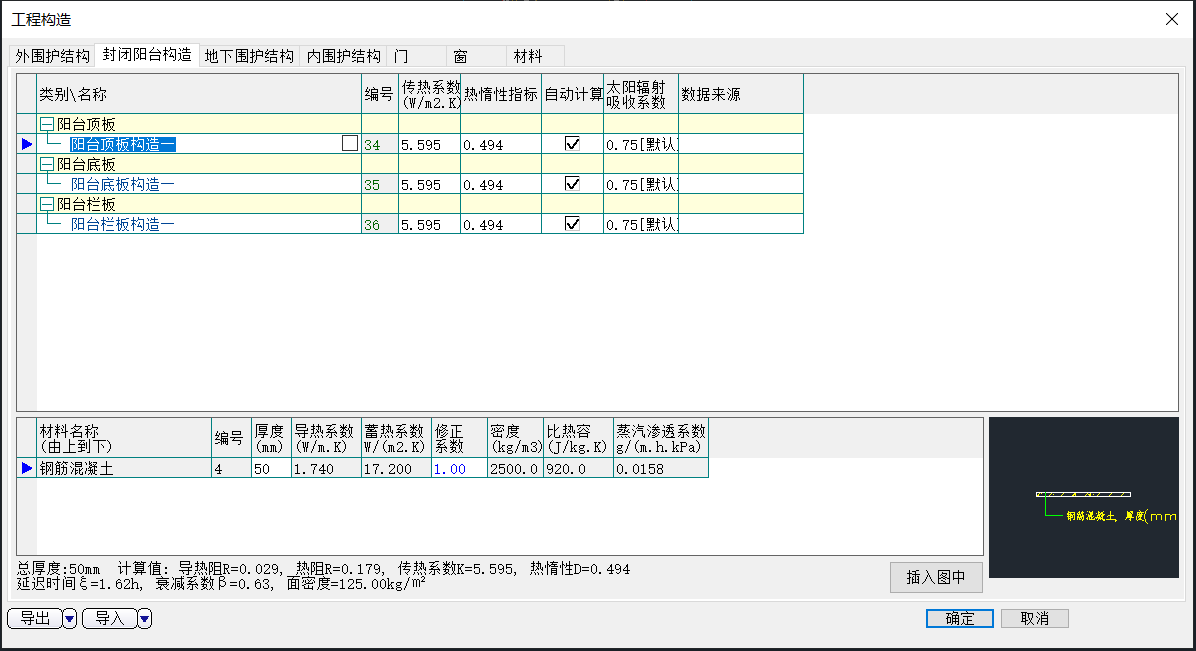 工程构造
外围护结构 封闭阳台构造 地下围护结构 内围护结构 门 窗 材料
类别\名称 编号 传热系数 (W/m2.K) 热惰性指标 自动计算 太阳辐射 吸收系数 数据来源
阳台顶板
阳台顶板构造一 34 5.595 0.494 0.75[默认]
阳台底板
阳台底板构造一 35 5.595 0.494 0.75[默认]
阳台栏板
阳台栏板构造一 36 5.595 0.494 0.75[默认]
材料名称 (由上到下) 编号 厚度 (mm) 导热系数 (W/m.K) 蓄热系数 W/(m2.K) 修正 系数 密度 (kg/m3) 比热容 (J/kg.K) 蒸汽渗透系数 g/(m.h.kPa)
钢筋混凝土 4 50 1.740 17.200 1.00 2500.0 920.0 0.0158
钢筋混凝土, 厚度(mm
总厚度:50mm 计算值: 导热阻R=0.029, 热阻R=0.179, 传热系数K=5.595, 热惰性D=0.494
延迟时间ξ=1.62h, 衰减系数β=0.63, 面密度=125.00kg/m²
插入图中
导出 导入 确定 取消